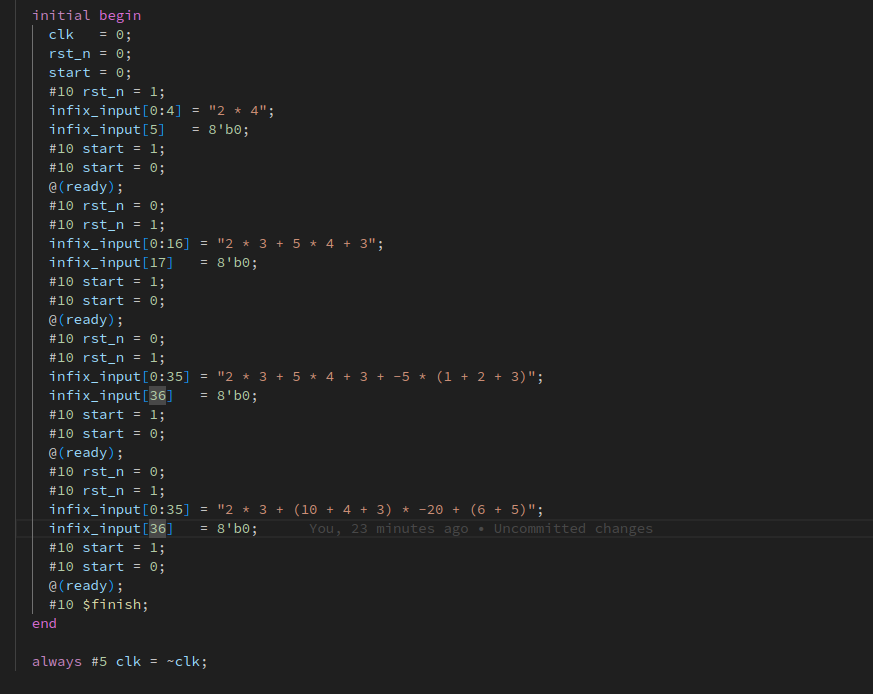 initial begin
clk   = 0;
rst_n = 0;
start = 0;
#10 rst_n = 1;
infix_input[0:4] = "2 * 4";
infix_input[5]   = 8'b0;
#10 start = 1;
#10 start = 0;
@(ready);
#10 rst_n = 0;
#10 rst_n = 1;
infix_input[0:16] = "2 * 3 + 5 * 4 + 3";
infix_input[17]   = 8'b0;
#10 start = 1;
#10 start = 0;
@(ready);
#10 rst_n = 0;
#10 rst_n = 1;
infix_input[0:35] = "2 * 3 + 5 * 4 + 3 + -5 * (1 + 2 + 3)";
infix_input[36]   = 8'b0;
#10 start = 1;
#10 start = 0;
@(ready);
#10 rst_n = 0;
#10 rst_n = 1;
infix_input[0:35] = "2 * 3 + (10 + 4 + 3) * -20 + (6 + 5)";
infix_input[36]   = 8'b0;      You, 23 minutes ago • Uncommitted changes
#10 start = 1;
#10 start = 0;
@(ready);
#10 $finish;
end
always #5 clk = ~clk;